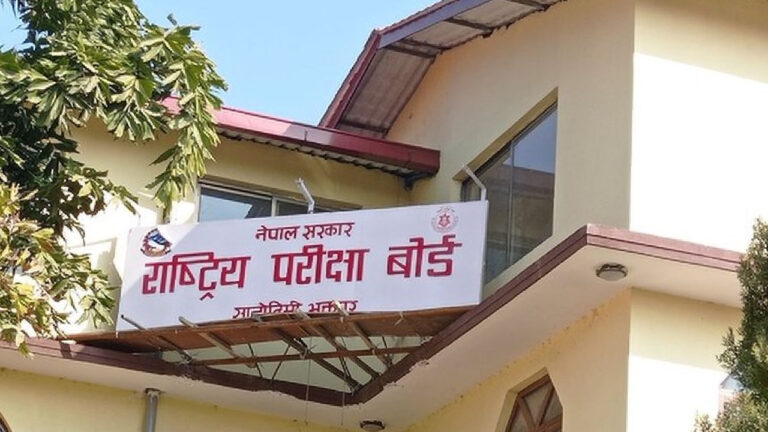 नेपाल सरकार
राष्ट्रिय परीक्षा बोर्ड
सानोठिमी भक्तपुर